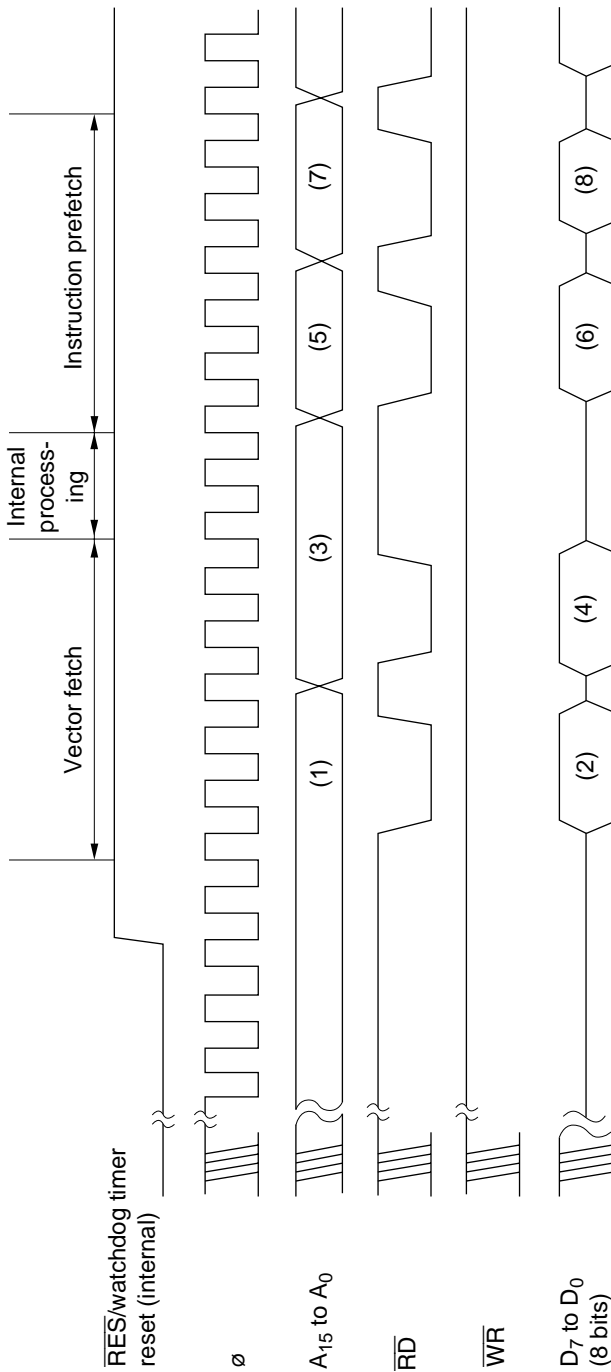 Vector fetch
Internal
process-
ing
Instruction prefetch
RES/watchdog timer
reset (internal)
ø
A15 to A0
(1)
(3)
(5)
(7)
RD
WR
D7 to D0
(8 bits)
(2)
(4)
(6)
(8)